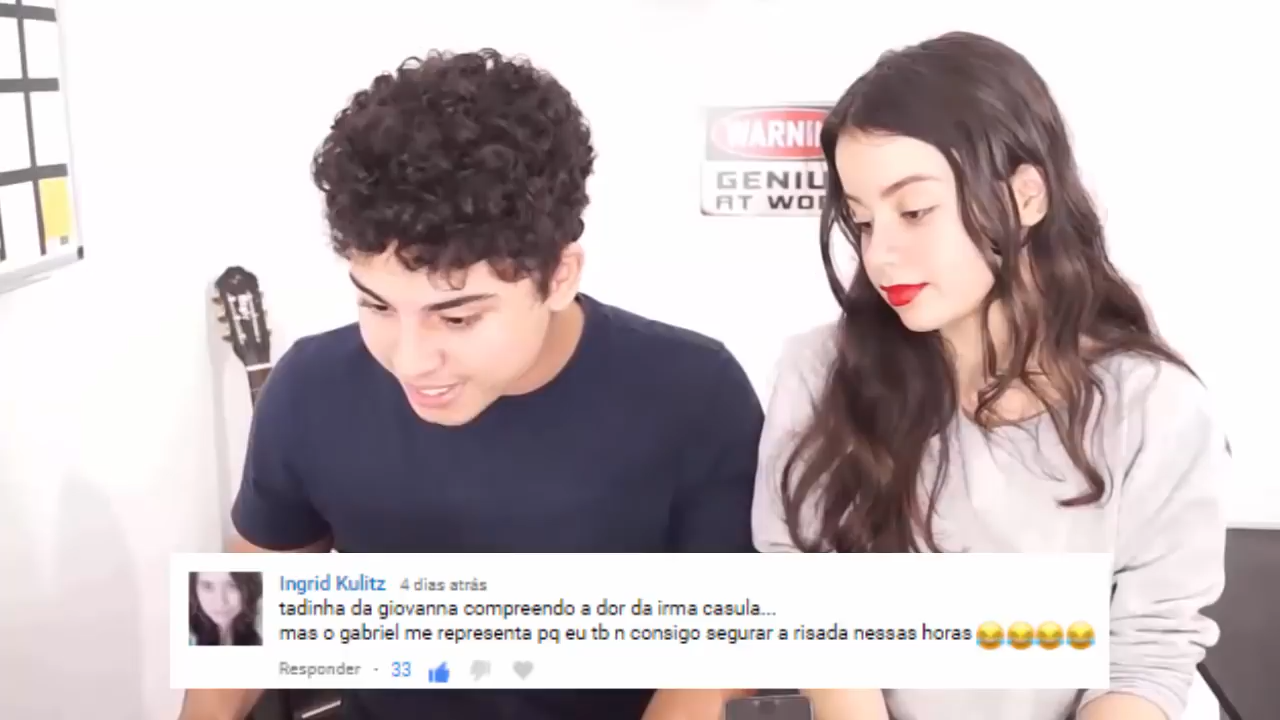 WARNIN
GENIU
AT WO
Ingrid Kulitz 4 dias atrás
tadinha da giovanna compreendo a dor da irma casula...
mas o gabriel me representa pq eu tb n consigo segurar a risada nessas horas 😂😂😂😂
Responder · 33